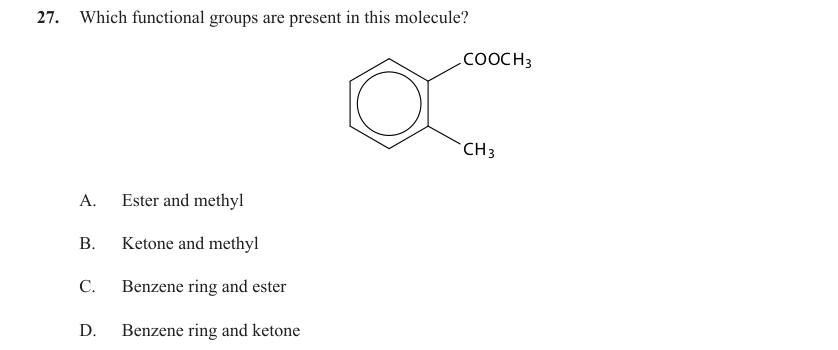 27. Which functional groups are present in this molecule?
COOCH3
CH3
A. Ester and methyl
B. Ketone and methyl
C. Benzene ring and ester
D. Benzene ring and ketone